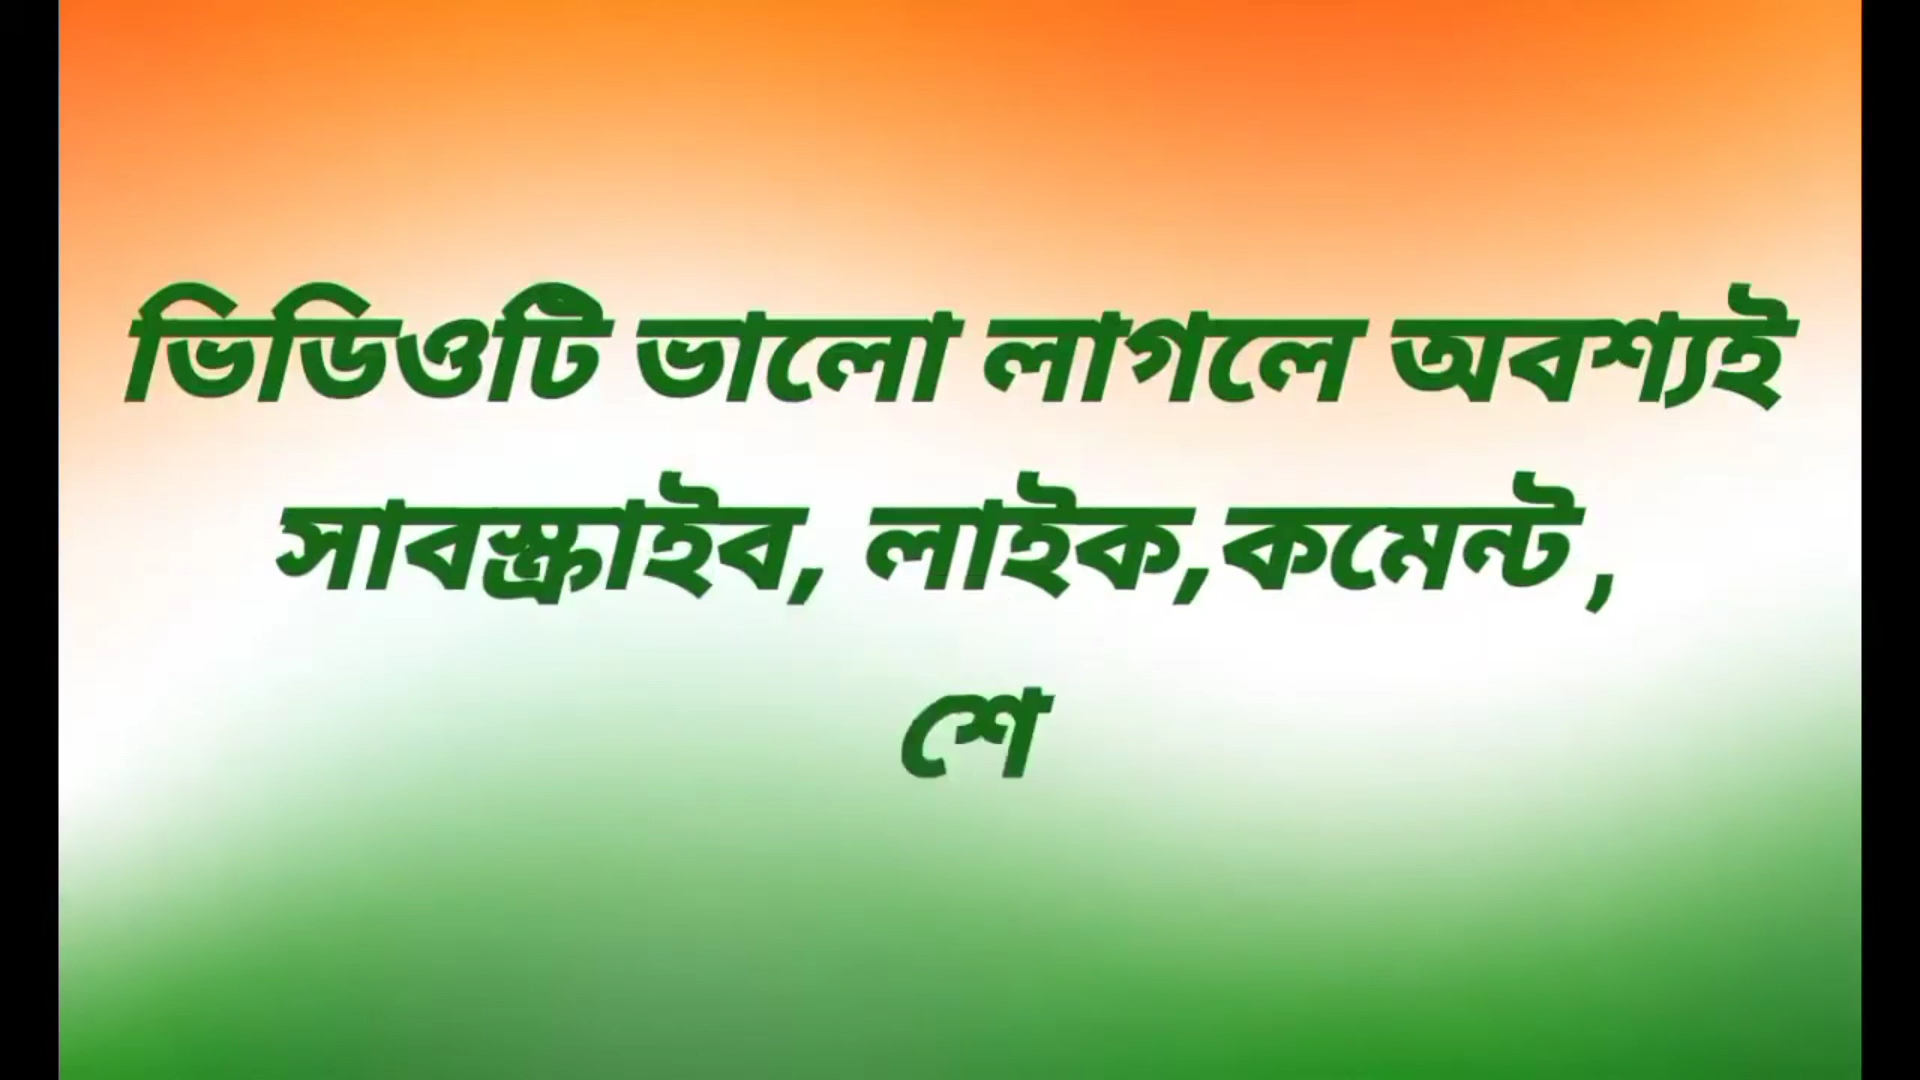 ভিডিওটি ভালো লাগলে অবশ্যই
সাবস্ক্রাইব, লাইক,কমেন্ট ,
শে